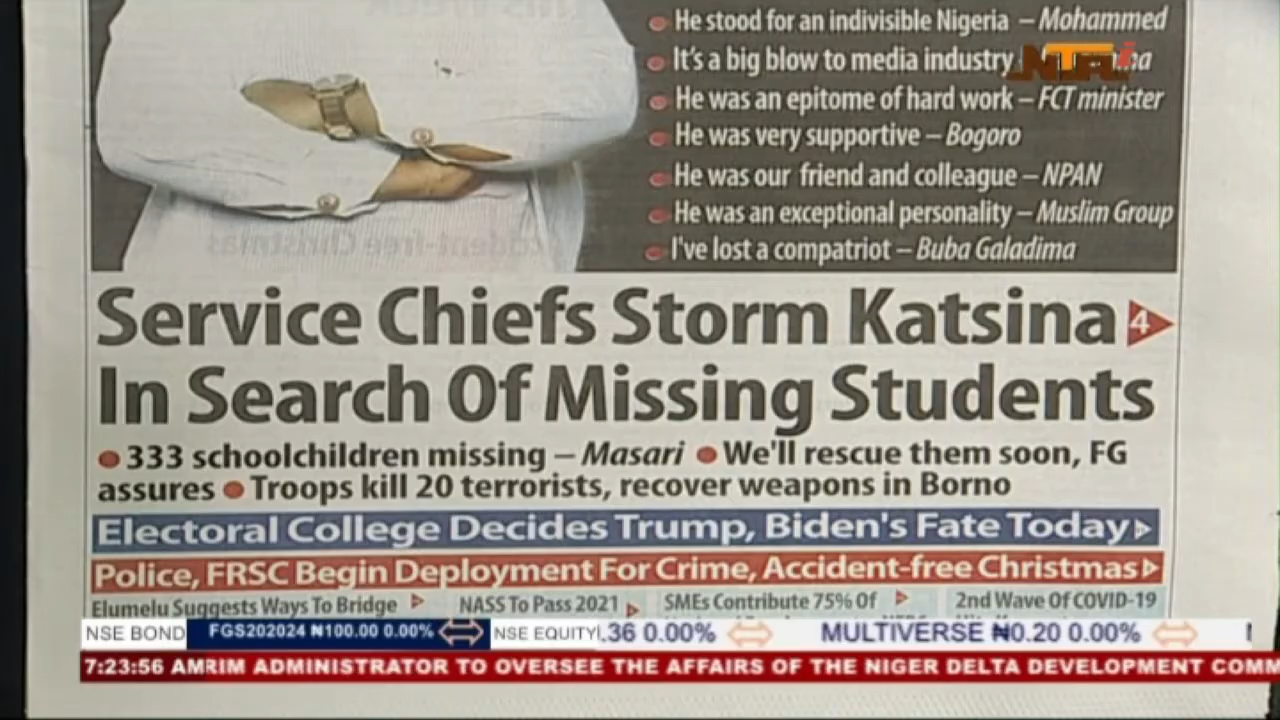 He stood for an indivisible Nigeria – Mohammed
It's a big blow to media industry
NTAi
He was an epitome of hard work – FCT minister
He was very supportive – Bogoro
He was our friend and colleague – NPAN
He was an exceptional personality – Muslim Group
I've lost a compatriot – Buba Galadima
Service Chiefs Storm Katsina 4
In Search Of Missing Students
333 schoolchildren missing – Masari We'll rescue them soon, FG
assures Troops kill 20 terrorists, recover weapons in Borno
Electoral College Decides Trump, Biden's Fate Today
Police, FRSC Begin Deployment For Crime, Accident-free Christmas
Elumelu Suggests Ways To Bridge NASS To Pass 2021 SMEs Contribute 75% Of 2nd Wave Of COVID-19
NSE BOND FGS202024 ₦100.00 0.00% NSE EQUITY .36 0.00% MULTIVERSE ₦0.20 0.00%
7:23:56 AM RIM ADMINISTRATOR TO OVERSEE THE AFFAIRS OF THE NIGER DELTA DEVELOPMENT COMM